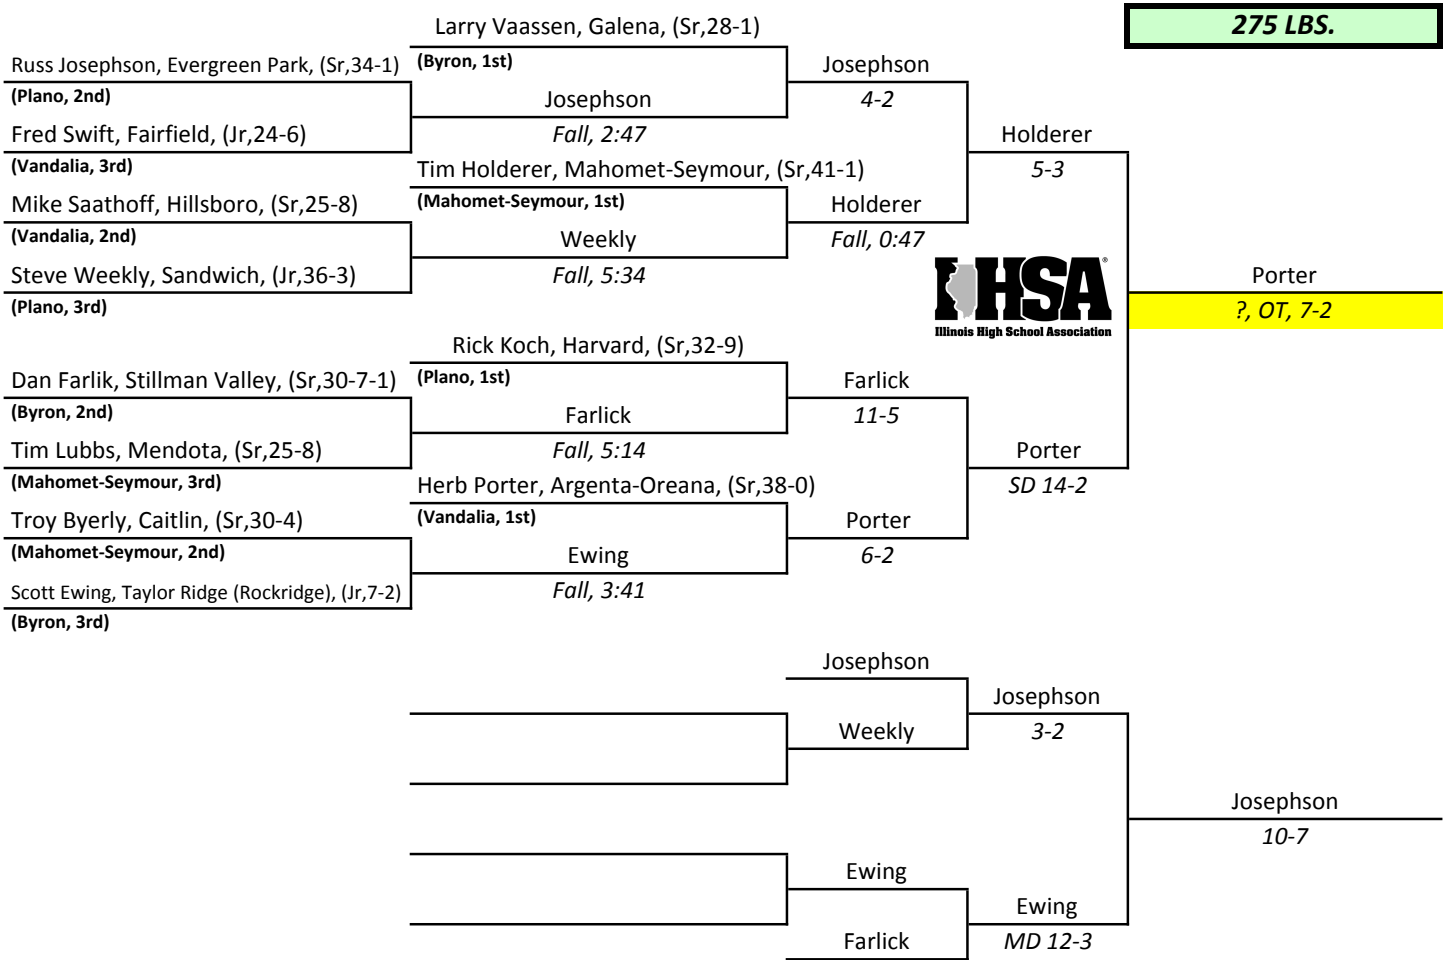 275 LBS.
Larry Vaassen, Galena, (Sr,28-1)
(Byron, 1st)
Russ Josephson, Evergreen Park, (Sr,34-1)
(Plano, 2nd)
Josephson
4-2
Josephson
Fall, 2:47
Fred Swift, Fairfield, (Jr,24-6)
(Vandalia, 3rd)
Holderer
5-3
Tim Holderer, Mahomet-Seymour, (Sr,41-1)
(Mahomet-Seymour, 1st)
Mike Saathoff, Hillsboro, (Sr,25-8)
(Vandalia, 2nd)
Holderer
Fall, 0:47
Weekly
Fall, 5:34
Steve Weekly, Sandwich, (Jr,36-3)
(Plano, 3rd)
IHSA®
Illinois High School Association
Porter
?, OT, 7-2
Rick Koch, Harvard, (Sr,32-9)
(Plano, 1st)
Dan Farlik, Stillman Valley, (Sr,30-7-1)
(Byron, 2nd)
Farlick
11-5
Farlick
Fall, 5:14
Tim Lubbs, Mendota, (Sr,25-8)
(Mahomet-Seymour, 3rd)
Porter
SD 14-2
Herb Porter, Argenta-Oreana, (Sr,38-0)
(Vandalia, 1st)
Troy Byerly, Caitlin, (Sr,30-4)
(Mahomet-Seymour, 2nd)
Porter
6-2
Ewing
Fall, 3:41
Scott Ewing, Taylor Ridge (Rockridge), (Jr,7-2)
(Byron, 3rd)
Josephson
Josephson
3-2
Weekly
Josephson
10-7
Ewing
Ewing
MD 12-3
Farlick